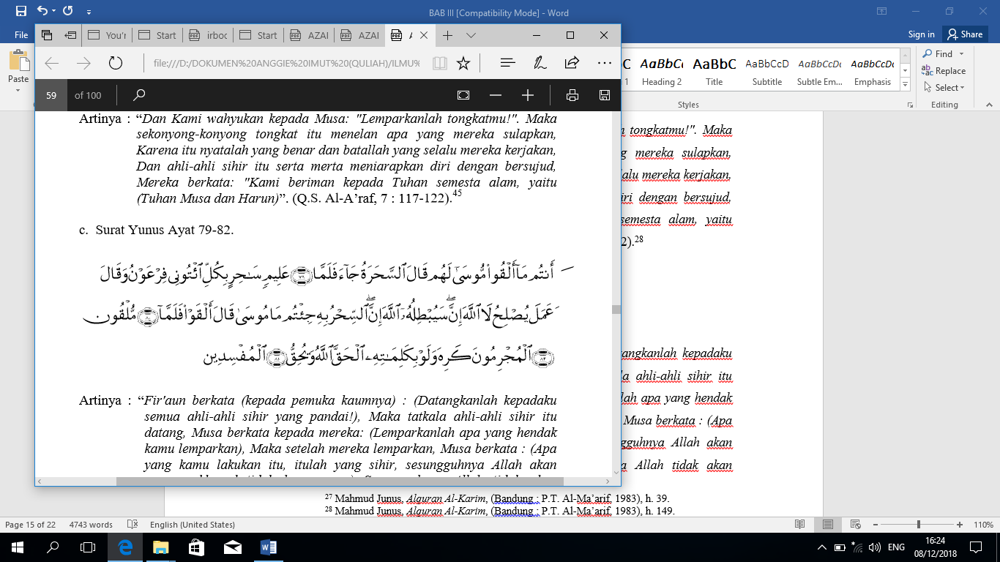 BAB III [Compatibility Mode] - Word
File
Sign in
Share
Paste
You'r
Start
irboc
Start
AZAI
AZAI
A
file:///D:/DOKUMEN%20ANGGIE%20IMUT%20(QULIAH)/ILMU%
59 of 100
AaBbCc
AaBbC
AaBbCcD
AaBbCcDc
AaBbCcDc
1
Heading 2
Title
Subtitle
Subtle Em...
Emphasis
Styles
Find
Replace
Select
Editing
Artinya : “Dan Kami wahyukan kepada Musa: "Lemparkanlah tongkatmu!". Maka
sekonyong-konyong tongkat itu menelan apa yang mereka sulapkan,
Karena itu nyatalah yang benar dan batallah yang selalu mereka kerjakan,
Dan ahli-ahli sihir itu serta merta meniarapkan diri dengan bersujud,
Mereka berkata: "Kami beriman kepada Tuhan semesta alam, yaitu
(Tuhan Musa dan Harun)”. (Q.S. Al-A’raf, 7 : 117-122).45
c. Surat Yunus Ayat 79-82.
أَنتُم مَآ أَلْقُوا۟ مُّوسَىٰٓ لَهُم قَالَ ٱلسَّحَرَةُ جَآءَ فَلَمَّا ﴿٧٩﴾ عَلِيمٍ سَـٰحِرٍ بِكُلِّ ٱئْتُونِى فِرْعَوْنُ وَقَالَ
عَمَلَ يُصْلِحُ لَا ٱللَّهَ إِنَّ ۖ سَيُبْطِلُهُۥٓ ٱللَّهَ إِنَّ ۖ ٱلسِّحْرُ بِهِ جِئْتُم مَا مُوسَىٰ قَالَ أَلْقَوْا۟ فَلَمَّآ ﴿٨٠﴾ مُّلْقُونَ
﴿٨٢﴾ ٱلْمُجْرِمُونَ كَرِهَ وَلَوْ بِكَلِمَـٰتِهِۦ ٱلْحَقَّ ٱللَّهُ وَيُحِقُّ ﴿٨١﴾ ٱلْمُفْسِدِينَ
Artinya : “Fir'aun berkata (kepada pemuka kaumnya) : (Datangkanlah kepadaku
semua ahli-ahli sihir yang pandai!), Maka tatkala ahli-ahli sihir itu
datang, Musa berkata kepada mereka: (Lemparkanlah apa yang hendak
kamu lemparkan), Maka setelah mereka lemparkan, Musa berkata : (Apa
yang kamu lakukan itu, itulah yang sihir, sesungguhnya Allah akan
tongkatmu!". Maka
mereka sulapkan,
mereka kerjakan,
dengan bersujud,
semesta alam, yaitu
2).28
kepadaku
ahli-ahli sihir itu
apa yang hendak
Musa berkata : (Apa
Allah akan
Allah tidak akan
27 Mahmud Junus, Alquran Al-Karim, (Bandung : P.T. Al-Ma’arif, 1983), h. 39.
28 Mahmud Junus, Alquran Al-Karim, (Bandung : P.T. Al-Ma’arif, 1983), h. 149.
Page 15 of 22
4743 words
English (United States)
110%
ENG
16:24
08/12/2018